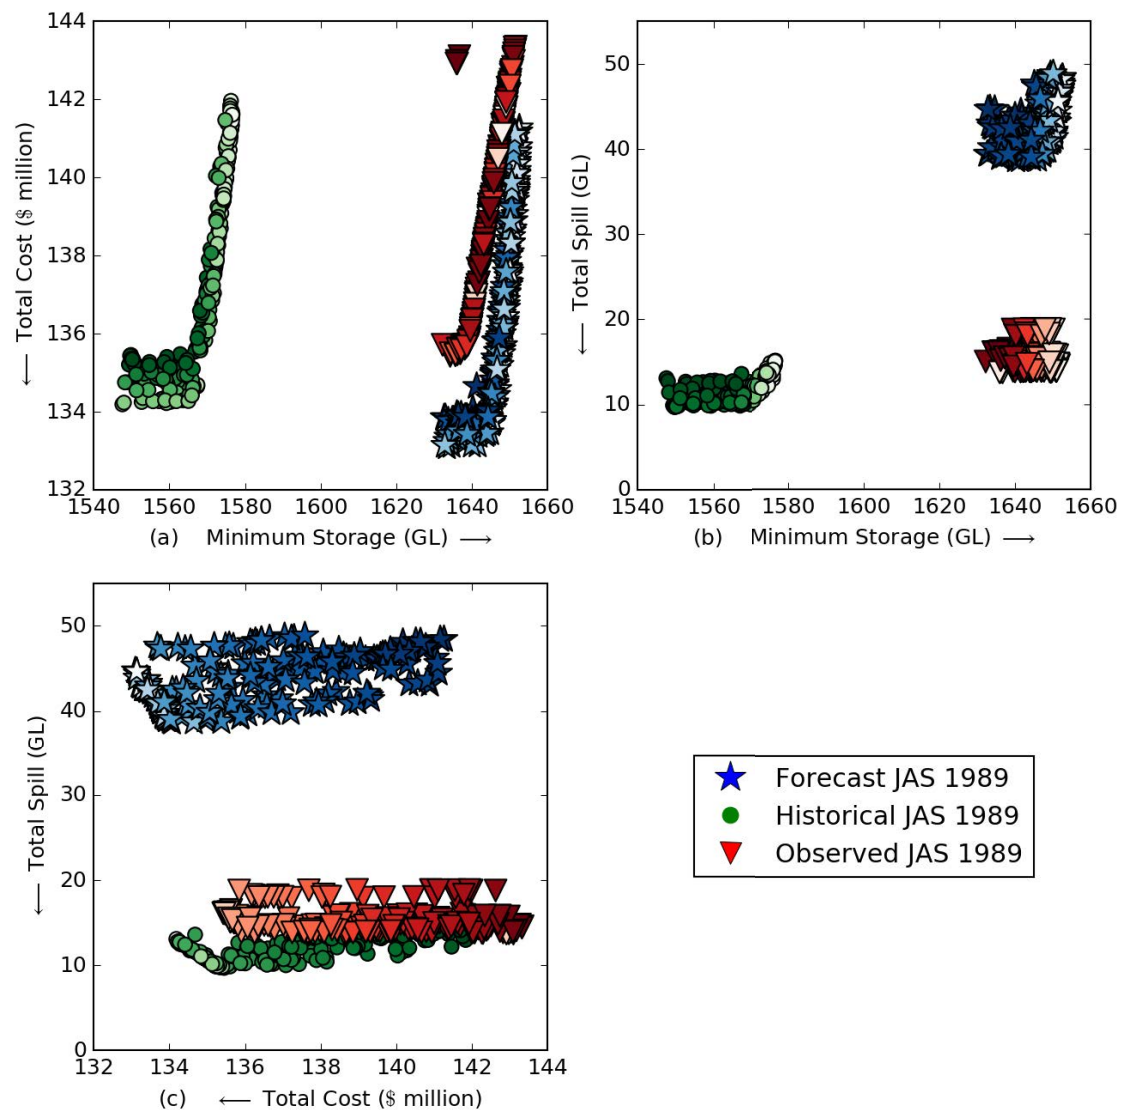 144
142
140
138
136
134
132
⟵ Total Cost ($ million)
1540 1560 1580 1600 1620 1640 1660
(a) Minimum Storage (GL) ⟶
50
40
30
20
10
0
⟵ Total Spill (GL)
1540 1560 1580 1600 1620 1640 1660
(b) Minimum Storage (GL) ⟶
50
40
30
20
10
0
⟵ Total Spill (GL)
132 134 136 138 140 142 144
(c) ⟵ Total Cost ($ million)
Forecast JAS 1989
Historical JAS 1989
Observed JAS 1989